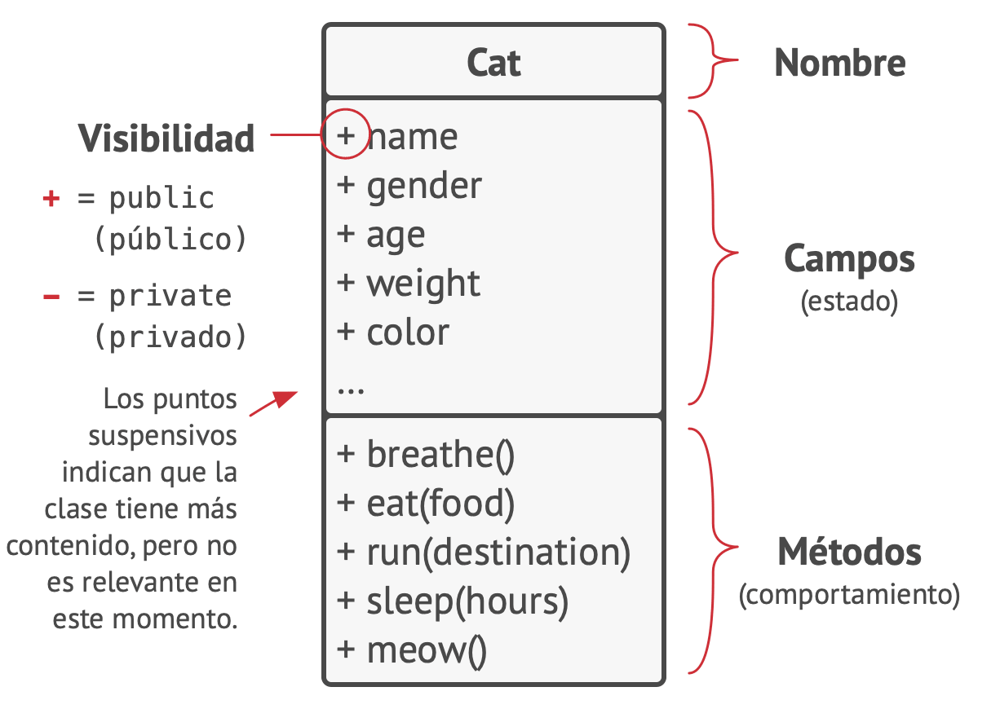 Cat
Nombre
Visibilidad
+ = public
(público)
− = private
(privado)
+ name
+ gender
+ age
+ weight
+ color
...
Campos
(estado)
Los puntos
suspensivos
indican que la
clase tiene más
contenido, pero no
es relevante en
este momento.
+ breathe()
+ eat(food)
+ run(destination)
+ sleep(hours)
+ meow()
Métodos
(comportamiento)